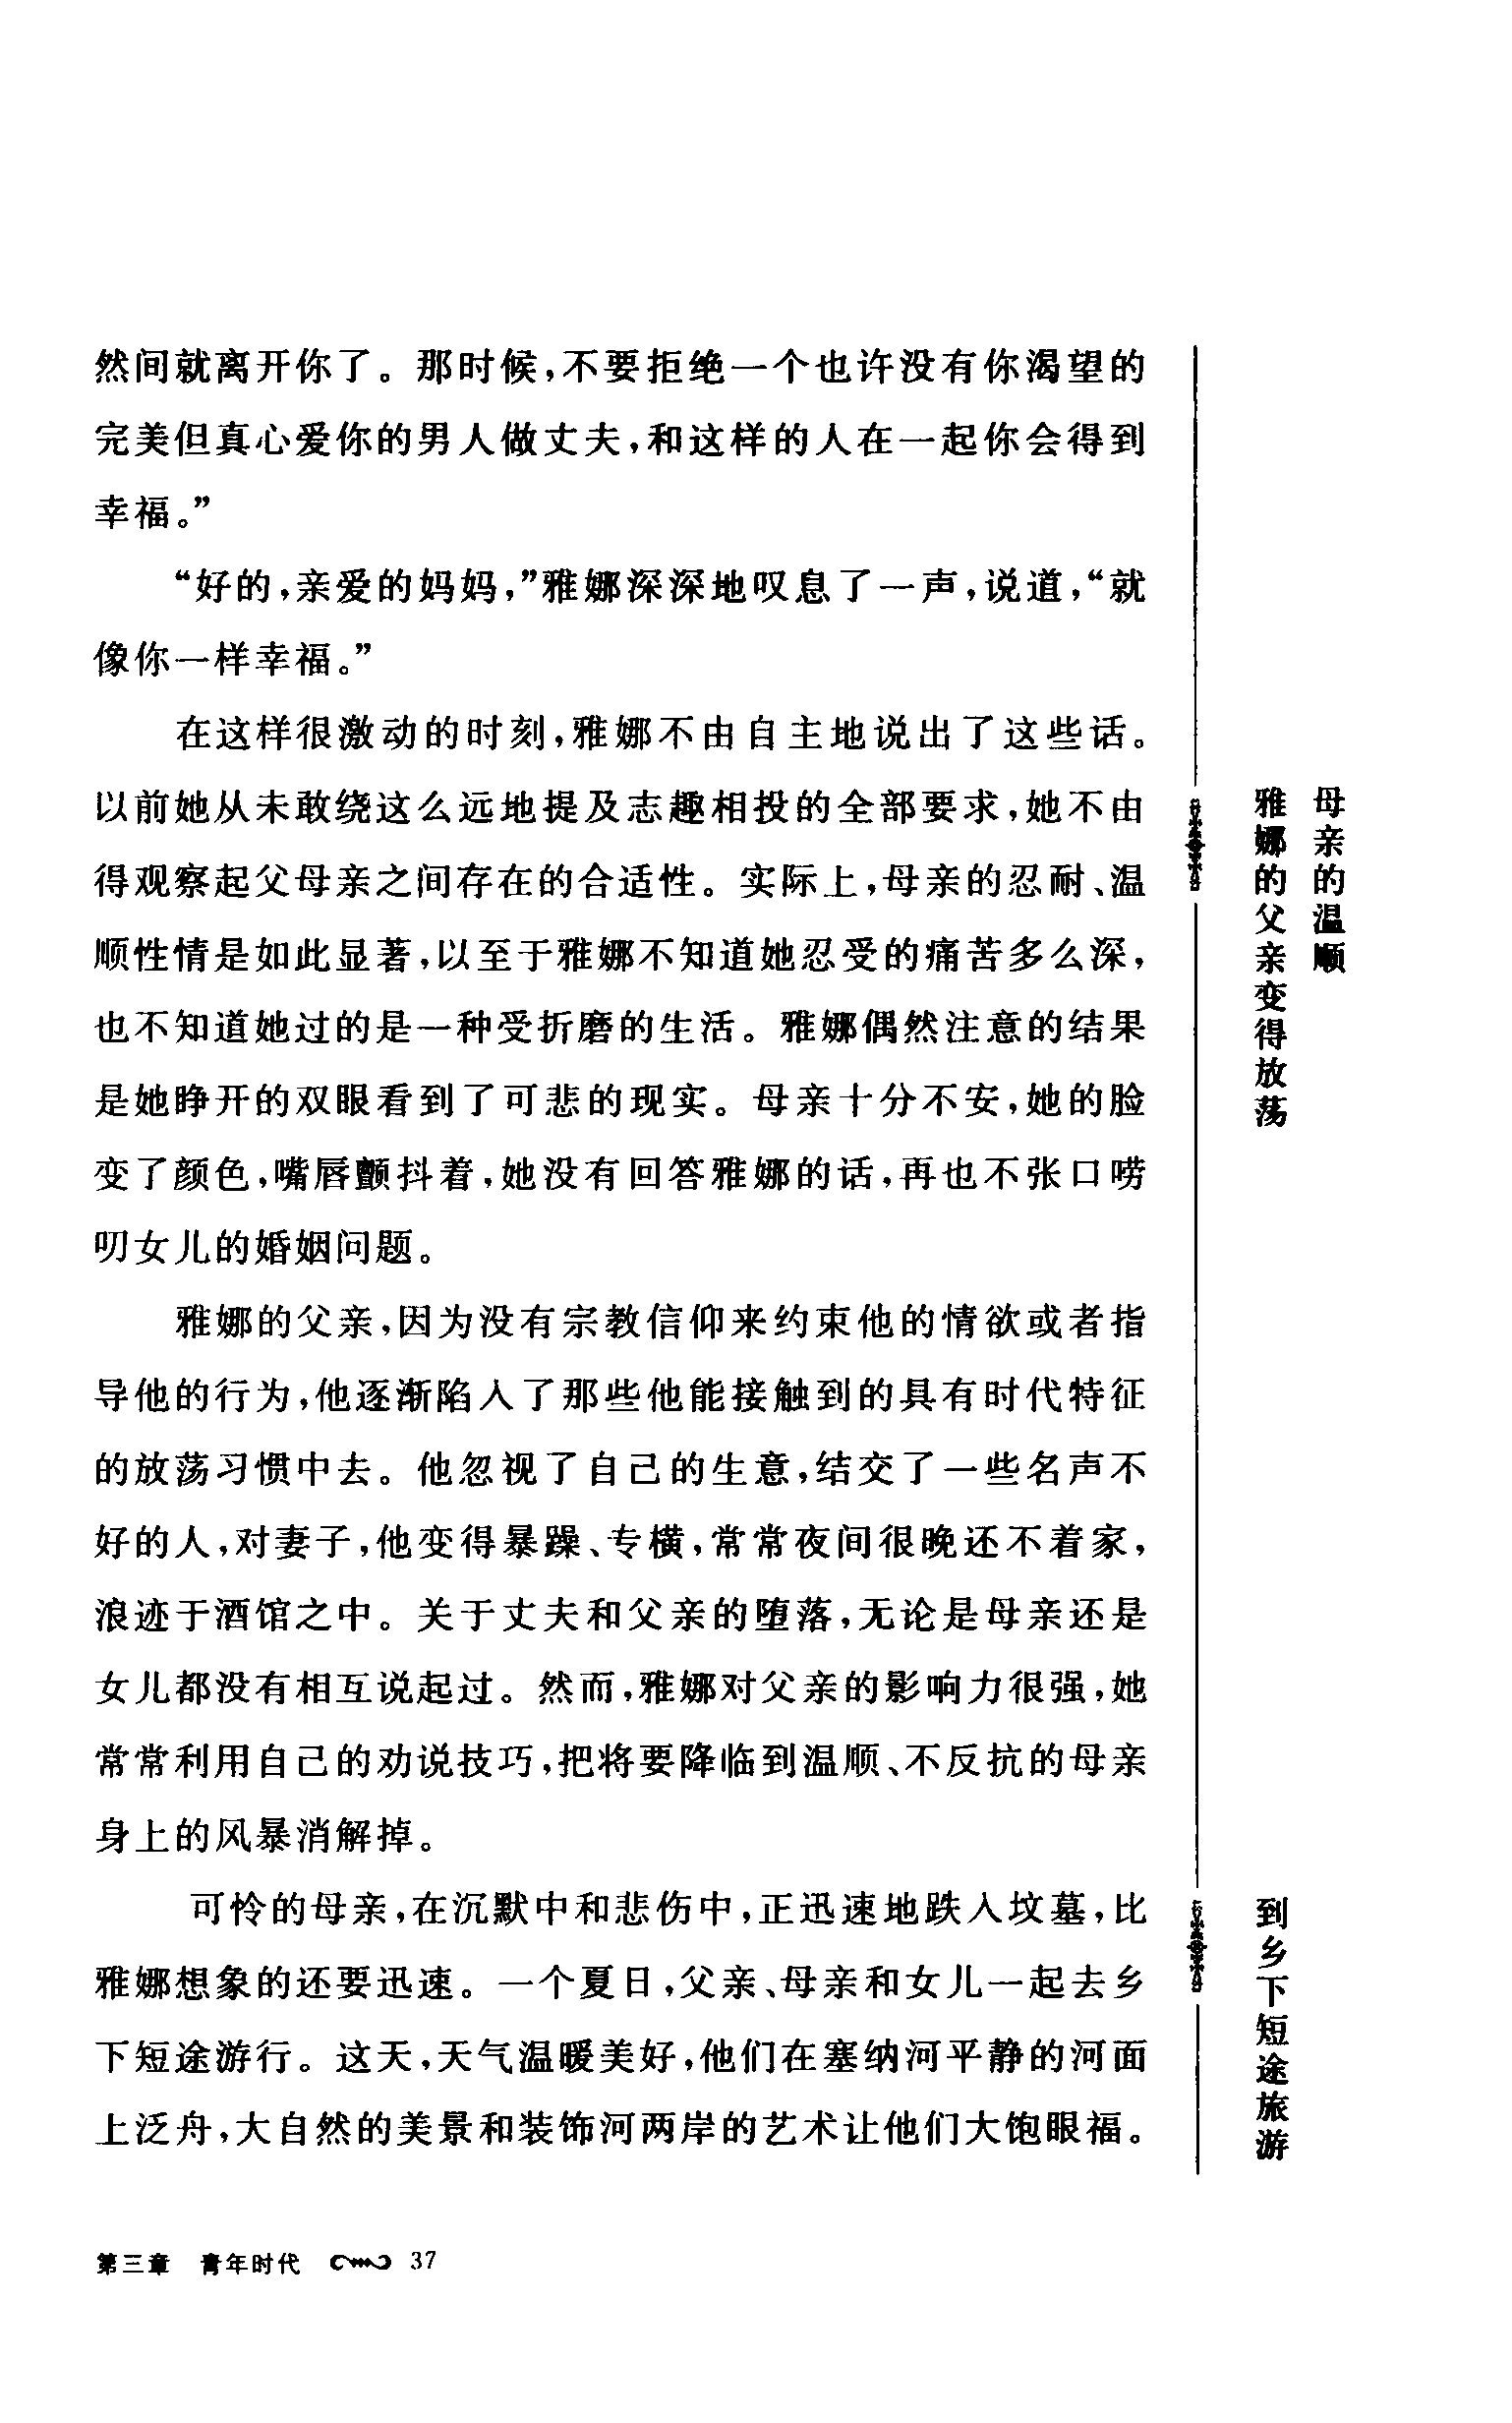 然间就离开你了。那时候,不要拒绝一个也许没有你渴望的
完美但真心爱你的男人做丈夫,和这样的人在一起你会得到
幸福。”
“好的,亲爱的妈妈,”雅娜深深地叹息了一声,说道,“就
像你一样幸福。”
在这样很激动的时刻,雅娜不由自主地说出了这些话。
以前她从未敢绕这么远地提及志趣相投的全部要求,她不由
得观察起父母亲之间存在的合适性。实际上,母亲的忍耐、温
顺性情是如此显著,以至于雅娜不知道她忍受的痛苦多么深,
也不知道她过的是一种受折磨的生活。雅娜偶然注意的结果
是她睁开的双眼看到了可悲的现实。母亲十分不安,她的脸
变了颜色,嘴唇颤抖着,她没有回答雅娜的话,再也不张口唠
叨女儿的婚姻问题。
雅娜的父亲,因为没有宗教信仰来约束他的情欲或者指
导他的行为,他逐渐陷入了那些他能接触到的具有时代特征
的放荡习惯中去。他忽视了自己的生意,结交了一些名声不
好的人,对妻子,他变得暴躁、专横,常常夜间很晚还不着家,
浪迹于酒馆之中。关于丈夫和父亲的堕落,无论是母亲还是
女儿都没有相互说起过。然而,雅娜对父亲的影响力很强,她
常常利用自己的劝说技巧,把将要降临到温顺、不反抗的母亲
身上的风暴消解掉。
可怜的母亲,在沉默中和悲伤中,正迅速地跌入坟墓,比
雅娜想象的还要迅速。一个夏日,父亲、母亲和女儿一起去乡
下短途游行。这天,天气温暖美好,他们在塞纳河平静的河面
上泛舟,大自然的美景和装饰河两岸的艺术让他们大饱眼福。
母亲的温顺
雅娜的父亲变得放荡
到乡下短途旅游
第三章 青年时代 37